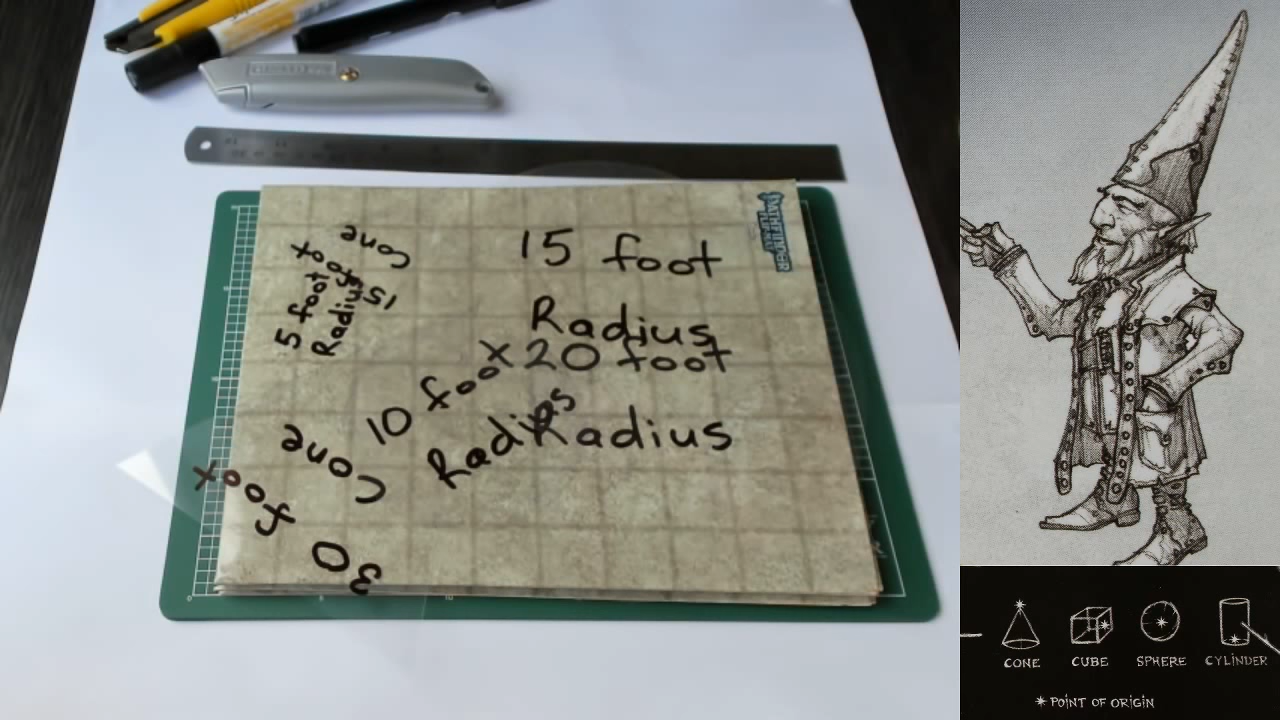 15 foot
Radius
20 foot
Radius
10 foot
Radius
5 foot
Radius
15 foot
Cone
30 foot
Cone
PATHFINDER
CONE
CUBE
SPHERE
CYLINDER
* POINT OF ORIGIN